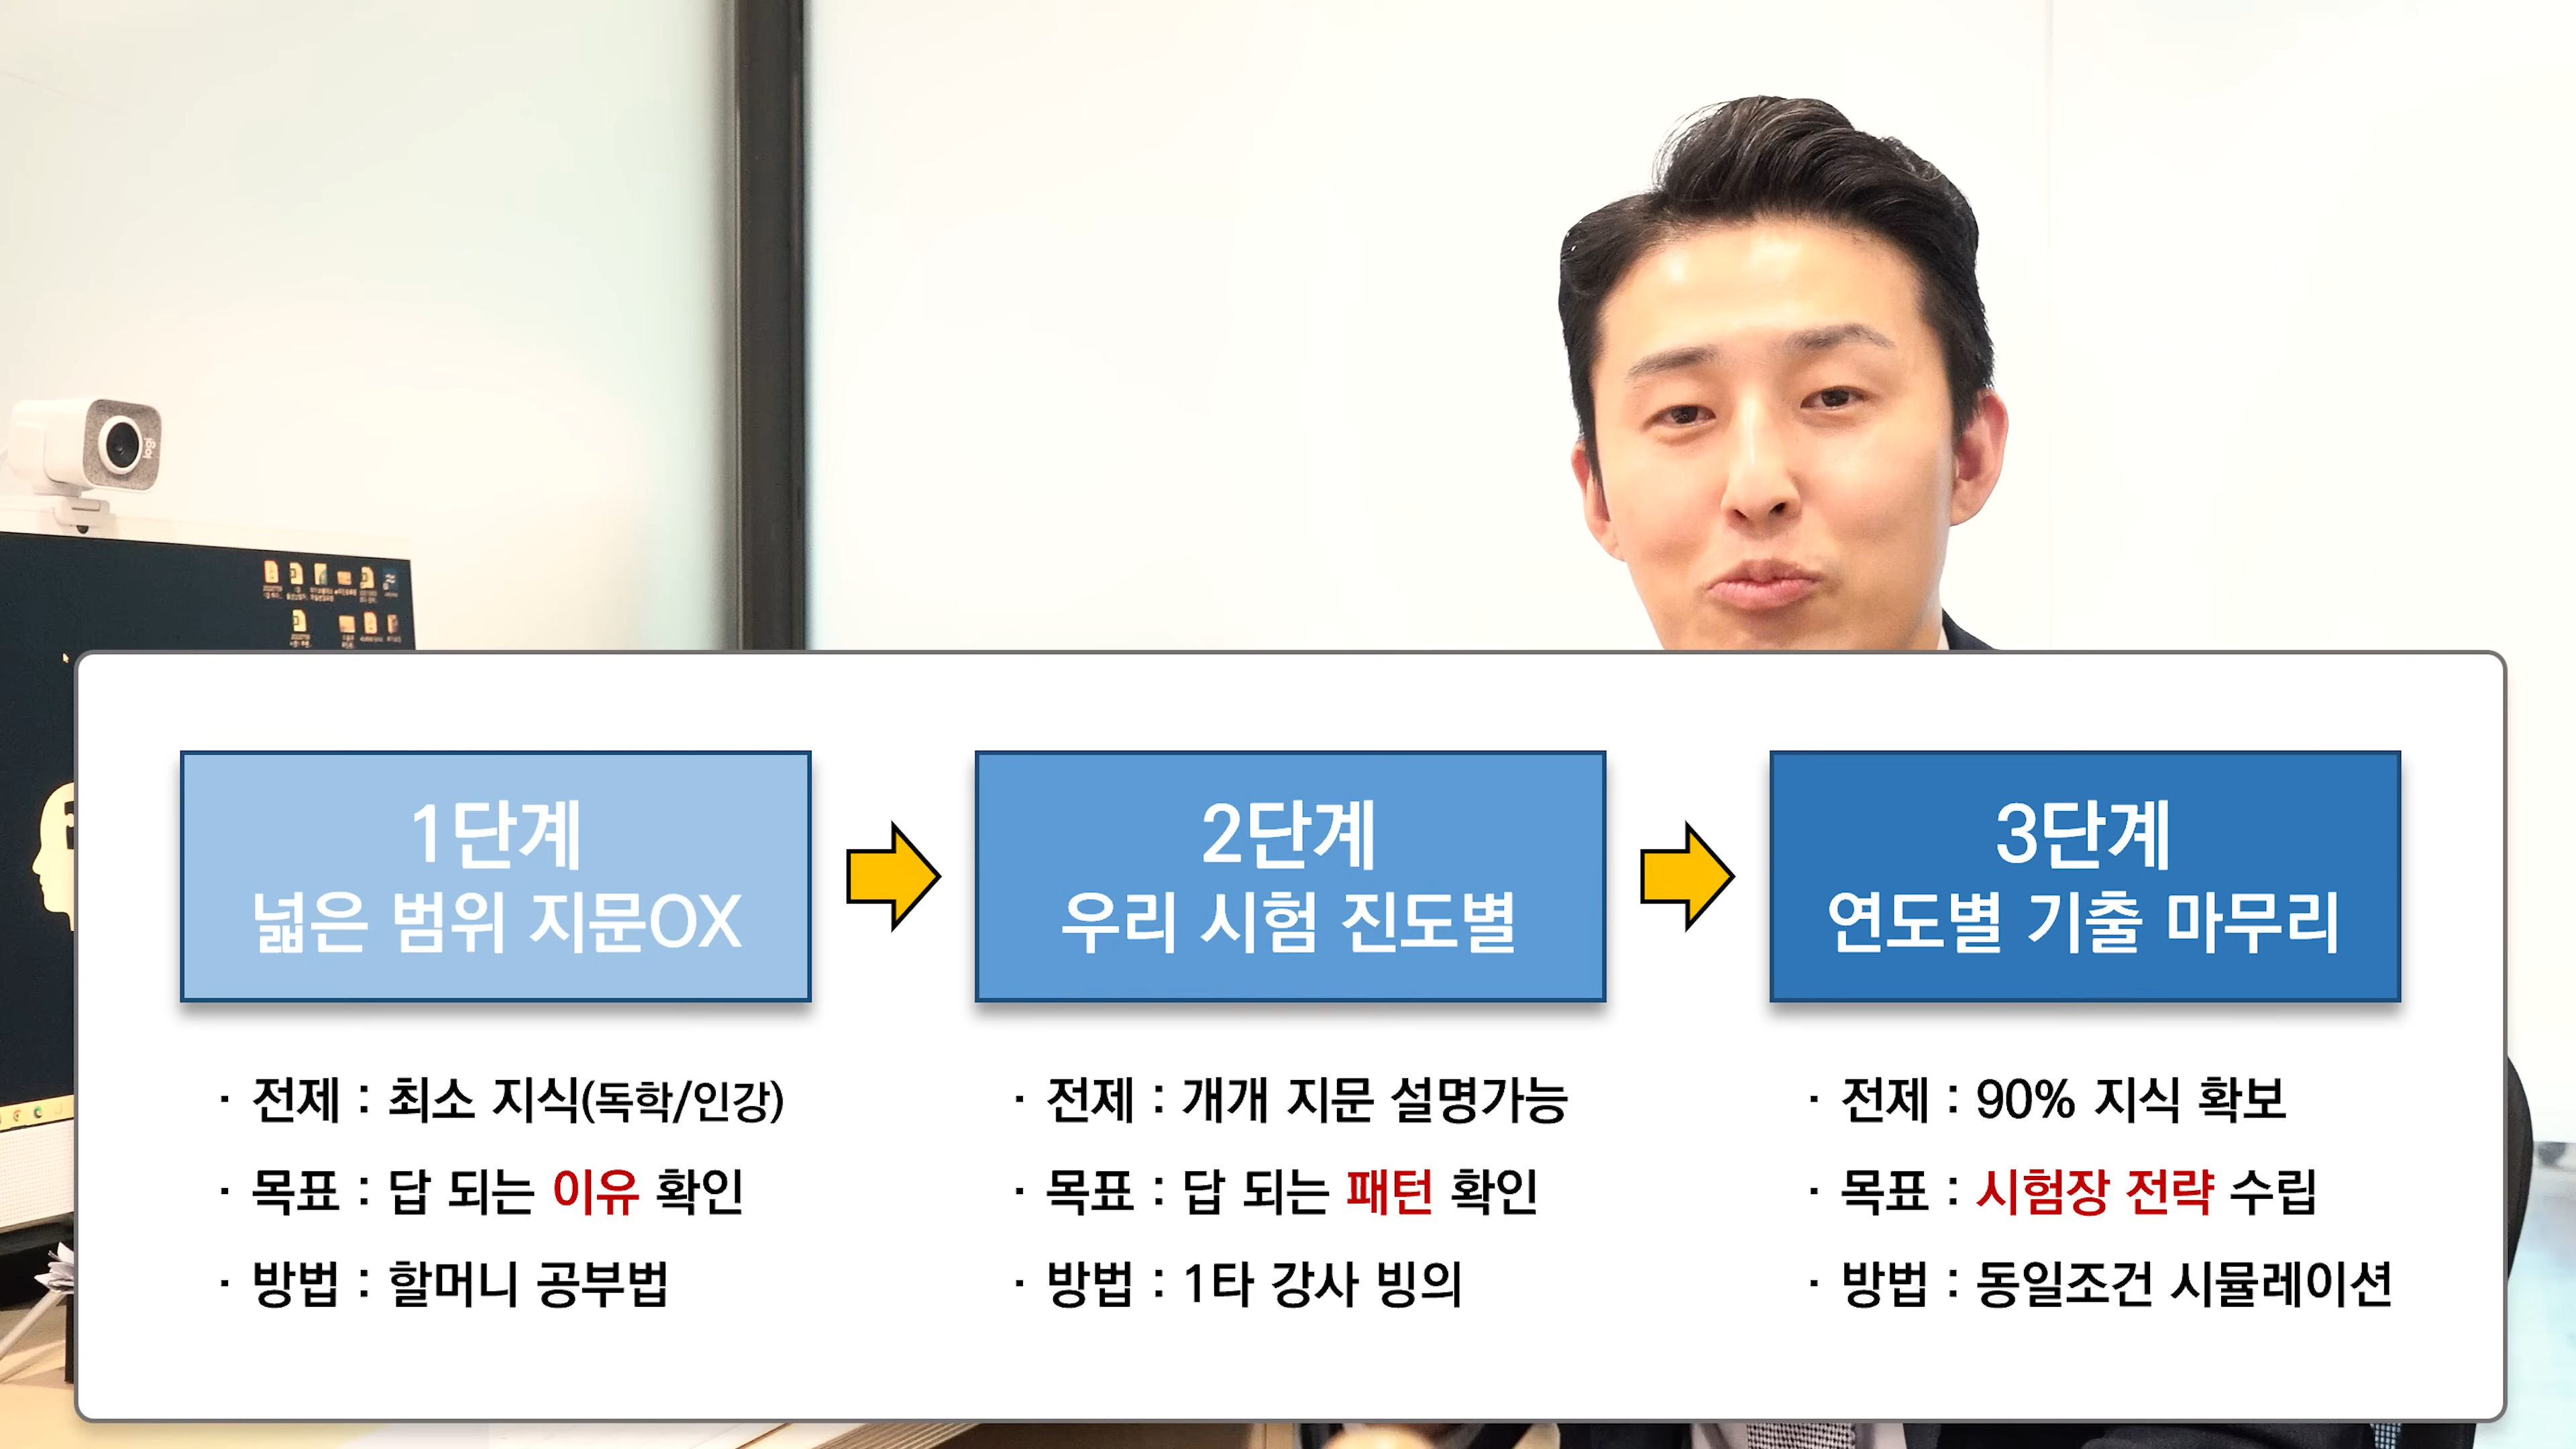 logi
1단계
넓은 범위 지문OX
· 전제 : 최소 지식(독학/인강)
· 목표 : 답 되는 이유 확인
· 방법 : 할머니 공부법
2단계
우리 시험 진도별
· 전제 : 개개 지문 설명가능
· 목표 : 답 되는 패턴 확인
· 방법 : 1타 강사 빙의
3단계
연도별 기출 마무리
· 전제 : 90% 지식 확보
· 목표 : 시험장 전략 수립
· 방법 : 동일조건 시뮬레이션